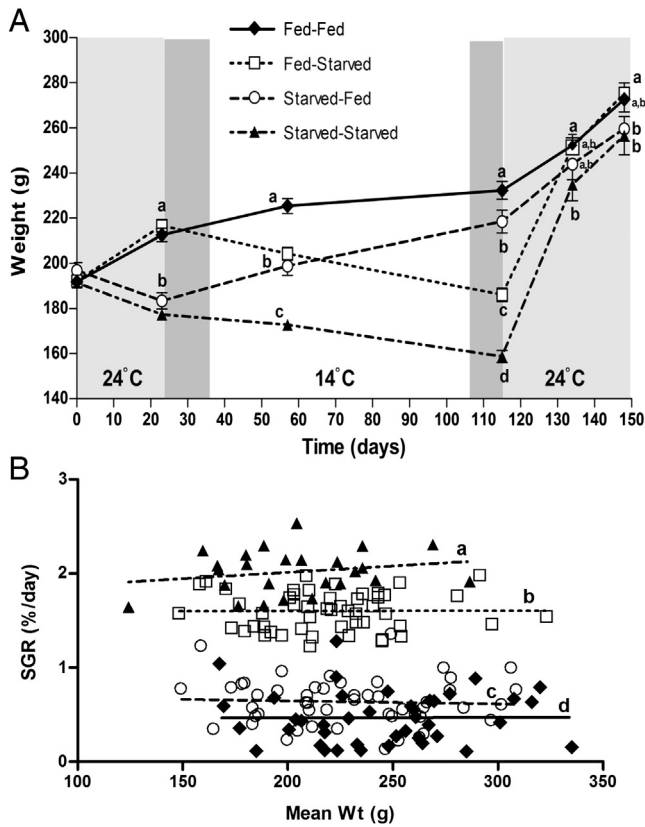 A
Fed-Fed
Fed-Starved
Starved-Fed
Starved-Starved
Weight (g)
300
280
260
240
220
200
180
160
140
a
b
a
b
c
a
b
c
d
a
a,b
a,b
b
a
a,b
b
b
24°C
14°C
24°C
0 10 20 30 40 50 60 70 80 90 100 110 120 130 140 150
Time (days)
B
SGR (%/day)
3
2
1
0
a
b
c
d
100 150 200 250 300 350
Mean Wt (g)